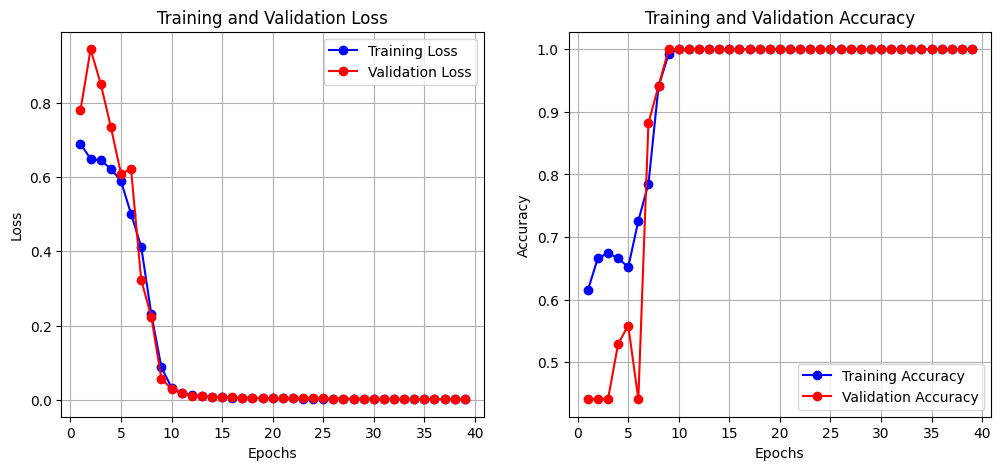 Training and Validation Loss
Training Loss
Validation Loss
0.8
0.6
0.4
0.2
0.0
Loss
0
5
10
15
20
25
30
35
40
Epochs
Training and Validation Accuracy
1.0
0.9
0.8
0.7
0.6
0.5
Accuracy
Training Accuracy
Validation Accuracy
0
5
10
15
20
25
30
35
40
Epochs